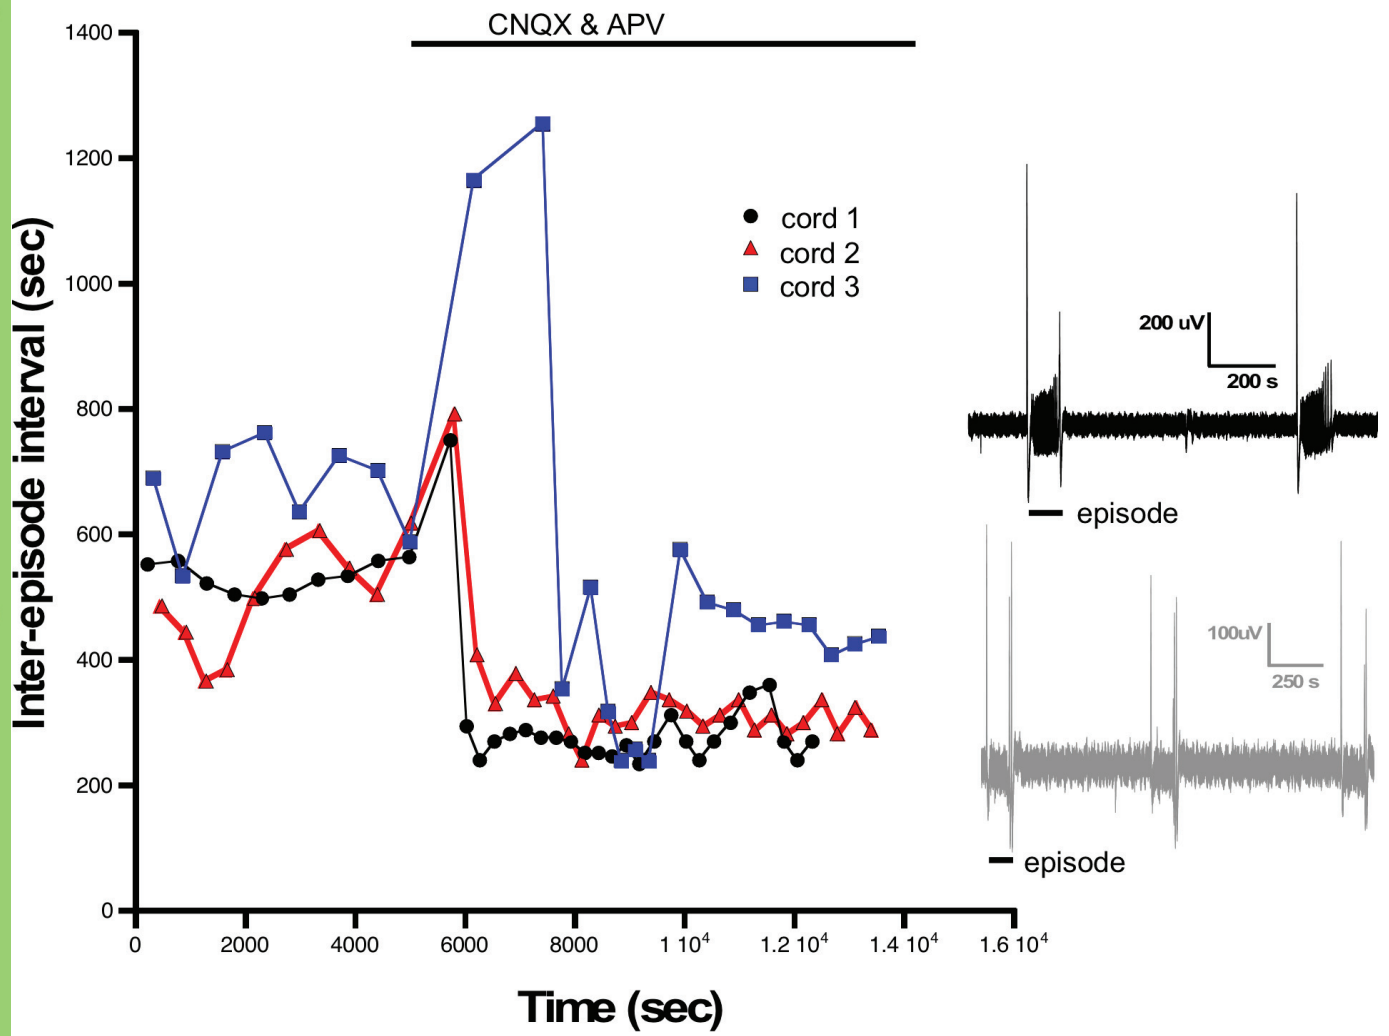 CNQX & APV
1400
1200
1000
800
600
400
200
0
Inter-episode interval (sec)
cord 1
cord 2
cord 3
0 2000 4000 6000 8000 1 10⁴ 1.2 10⁴ 1.4 10⁴ 1.6 10⁴
Time (sec)
200 uV
200 s
episode
100uV
250 s
episode